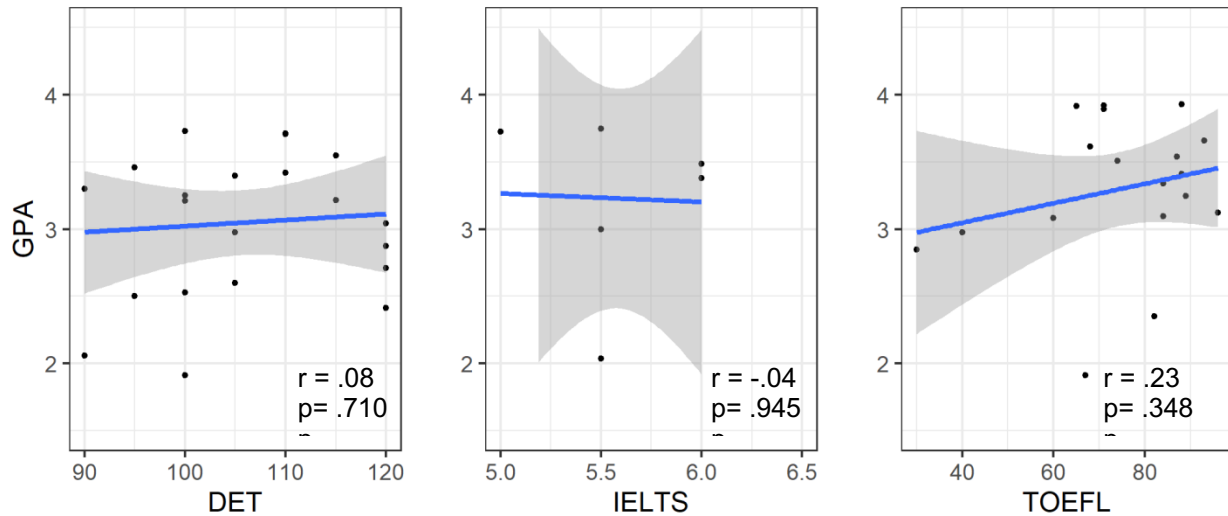 GPA
4
3
2
r = .08
p= .710
90 100 110 120
DET
4
3
2
r = -.04
p= .945
5.0 5.5 6.0 6.5
IELTS
4
3
2
r = .23
p= .348
40 60 80
TOEFL